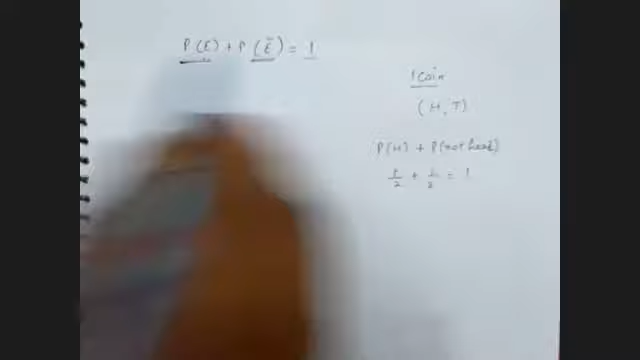 P(E) + P(Ē) = 1
1 Coin
(H, T)
P(H) + P(not head)
1/2 + 1/2 = 1